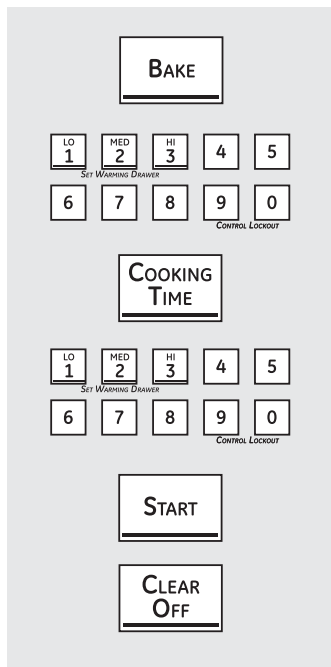 BAKE
LO MED HI
1 2 3 4 5
SET WARMING DRAWER
6 7 8 9 0
CONTROL LOCKOUT
COOKING
TIME
LO MED HI
1 2 3 4 5
SET WARMING DRAWER
6 7 8 9 0
CONTROL LOCKOUT
START
CLEAR
OFF